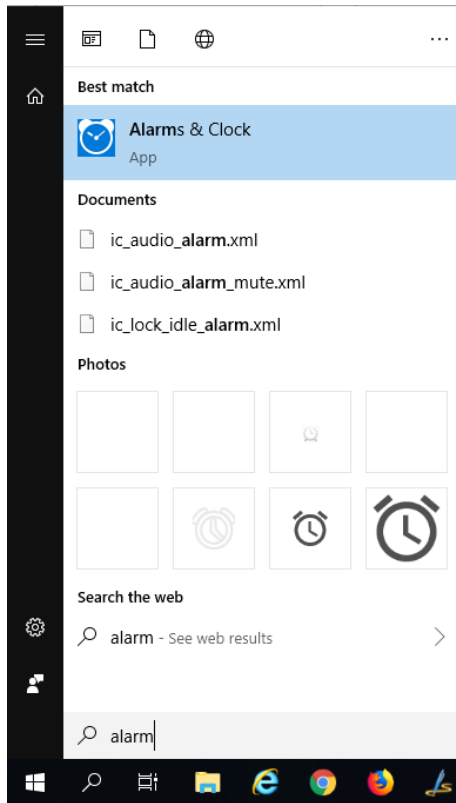 ...
Best match
Alarms & Clock
App
Documents
ic_audio_alarm.xml
ic_audio_alarm_mute.xml
ic_lock_idle_alarm.xml
Photos
Search the web
alarm - See web results
alarm